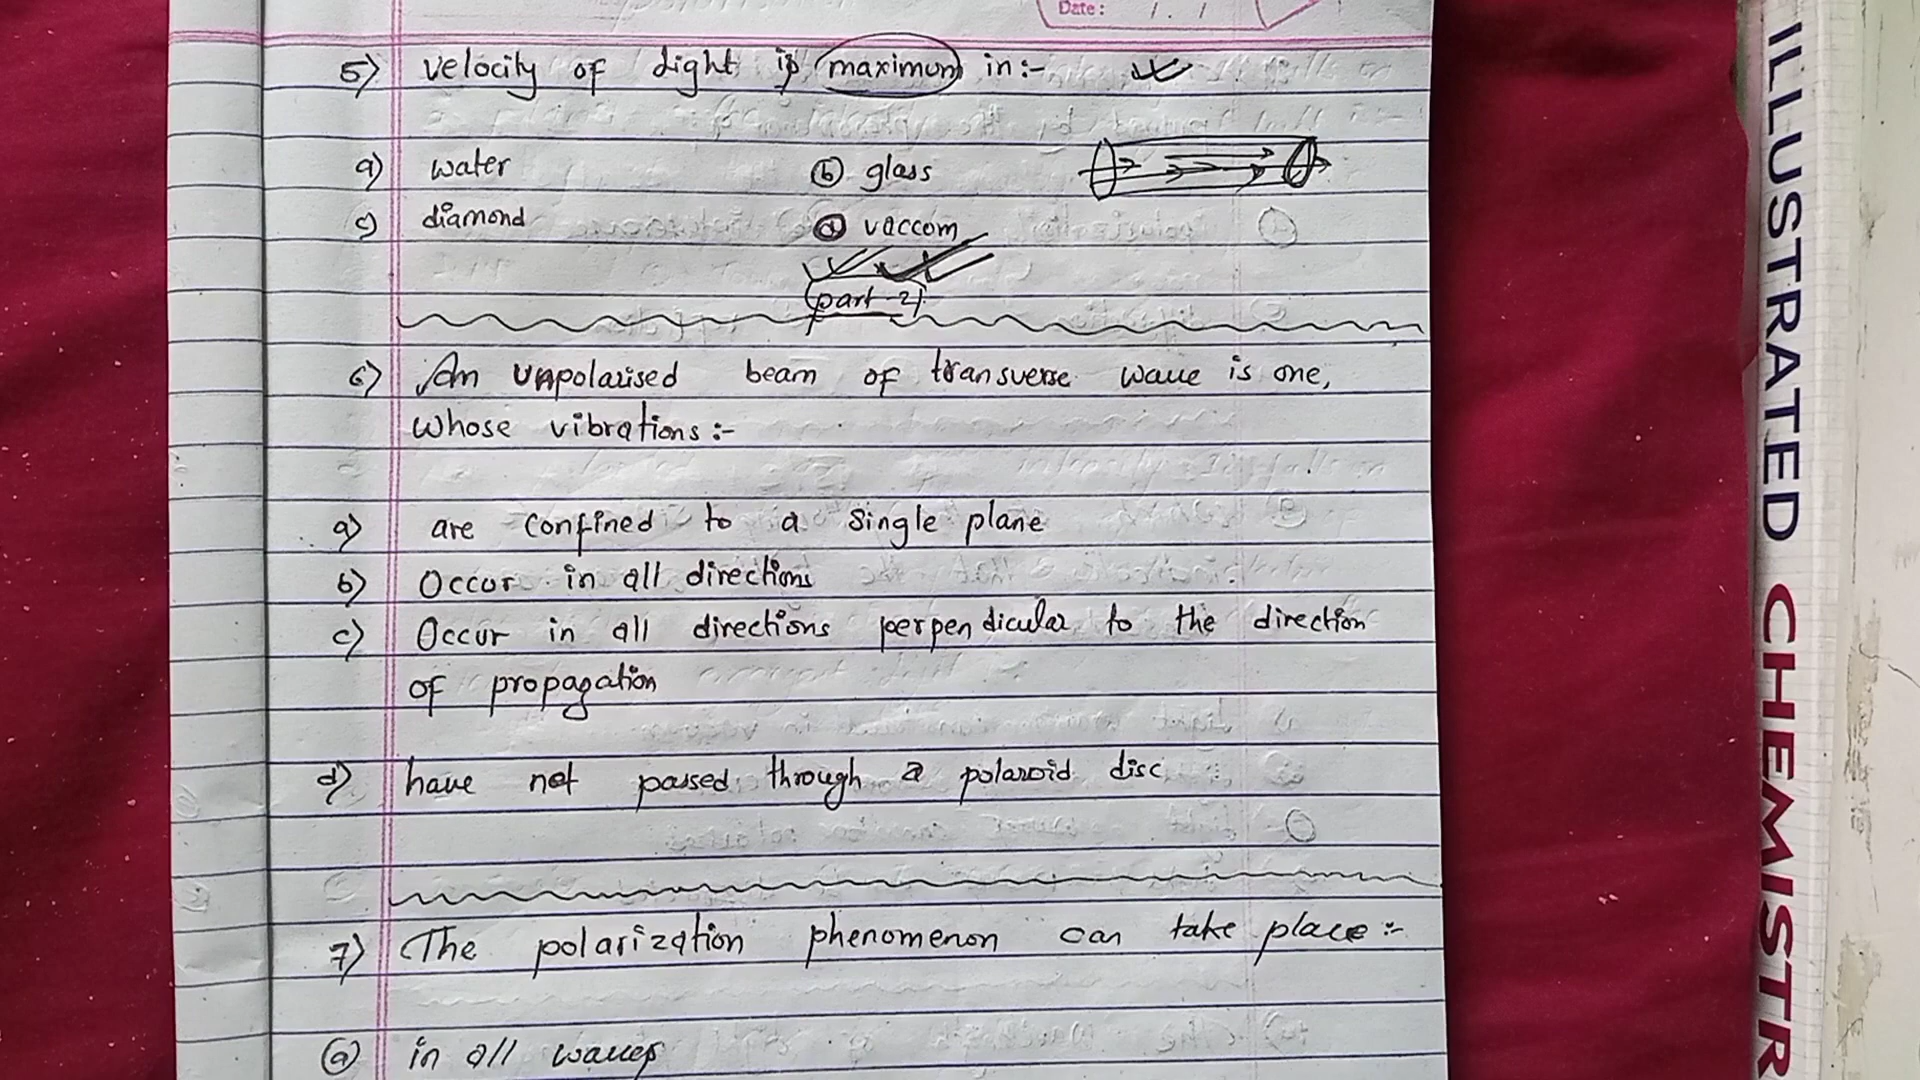 Date: / . /
5) velocity of light is maximum in:-
a) water (b) glass
c) diamond (d) vaccom
(part-2)
6) An unpolarised beam of transverse wave is one,
whose vibrations:-
a) are confined to a single plane
b) Occur in all directions
c) Occur in all directions perpendicular to the direction
of propagation
d) have not passed through a polaroid disc
7) The polarization phenomenon can take place:-
(a) in all waves
ILLUSTRATED CHEMISTR